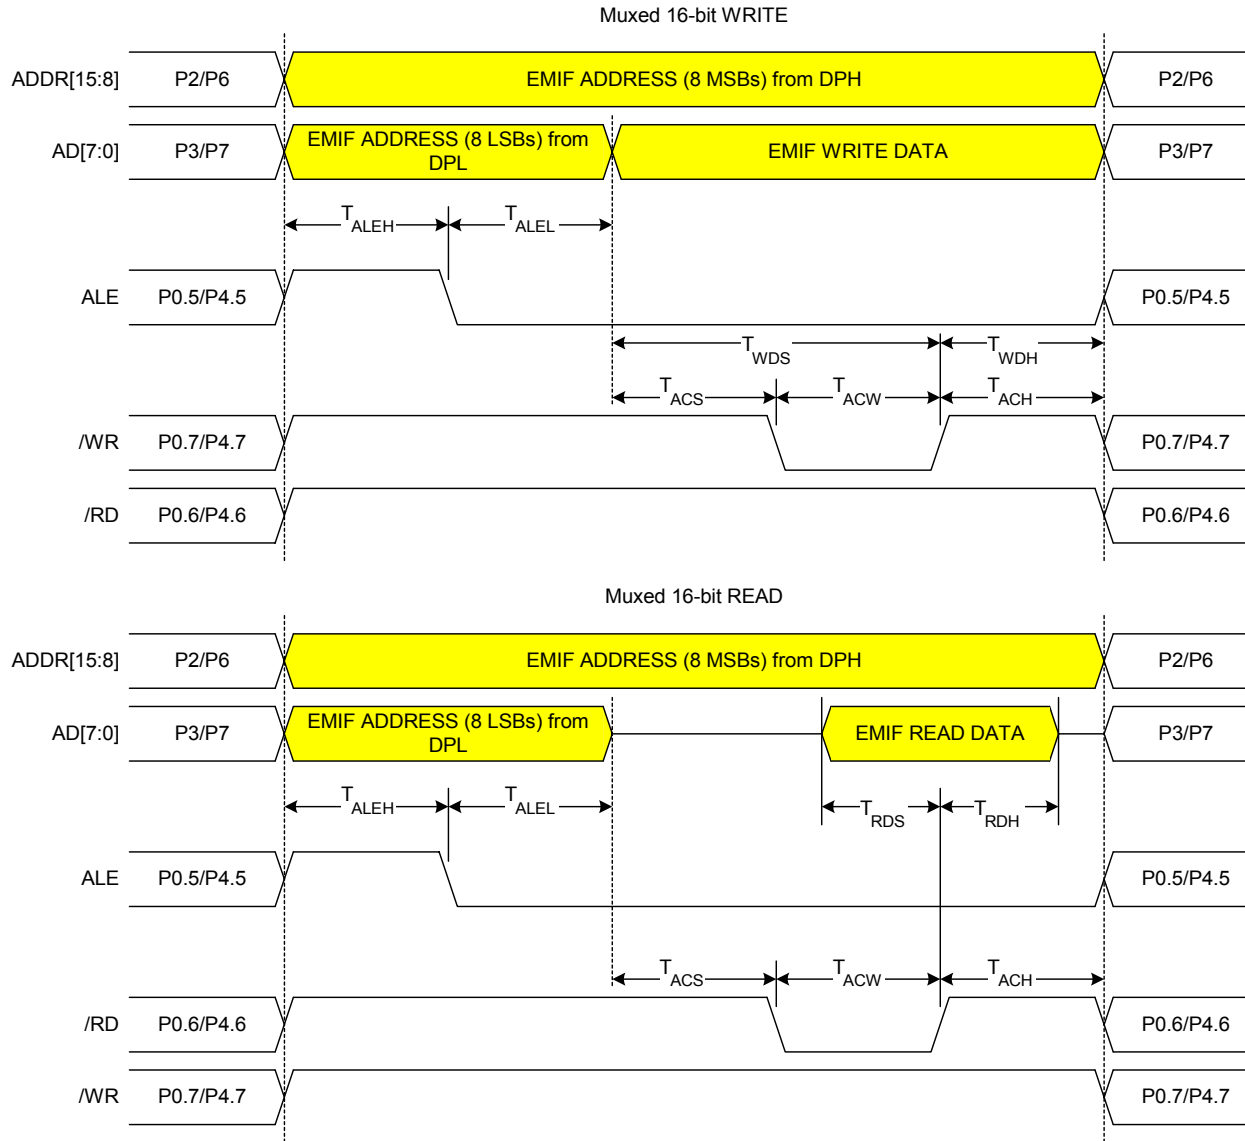 Muxed 16-bit WRITE
ADDR[15:8] P2/P6 EMIF ADDRESS (8 MSBs) from DPH P2/P6
AD[7:0] P3/P7 EMIF ADDRESS (8 LSBs) from DPL EMIF WRITE DATA P3/P7
TALEH TALEL
ALE P0.5/P4.5 P0.5/P4.5
TWDS TWDH
TACS TACW TACH
/WR P0.7/P4.7 P0.7/P4.7
/RD P0.6/P4.6 P0.6/P4.6
Muxed 16-bit READ
ADDR[15:8] P2/P6 EMIF ADDRESS (8 MSBs) from DPH P2/P6
AD[7:0] P3/P7 EMIF ADDRESS (8 LSBs) from DPL EMIF READ DATA P3/P7
TALEH TALEL TRDS TRDH
ALE P0.5/P4.5 P0.5/P4.5
TACS TACW TACH
/RD P0.6/P4.6 P0.6/P4.6
/WR P0.7/P4.7 P0.7/P4.7